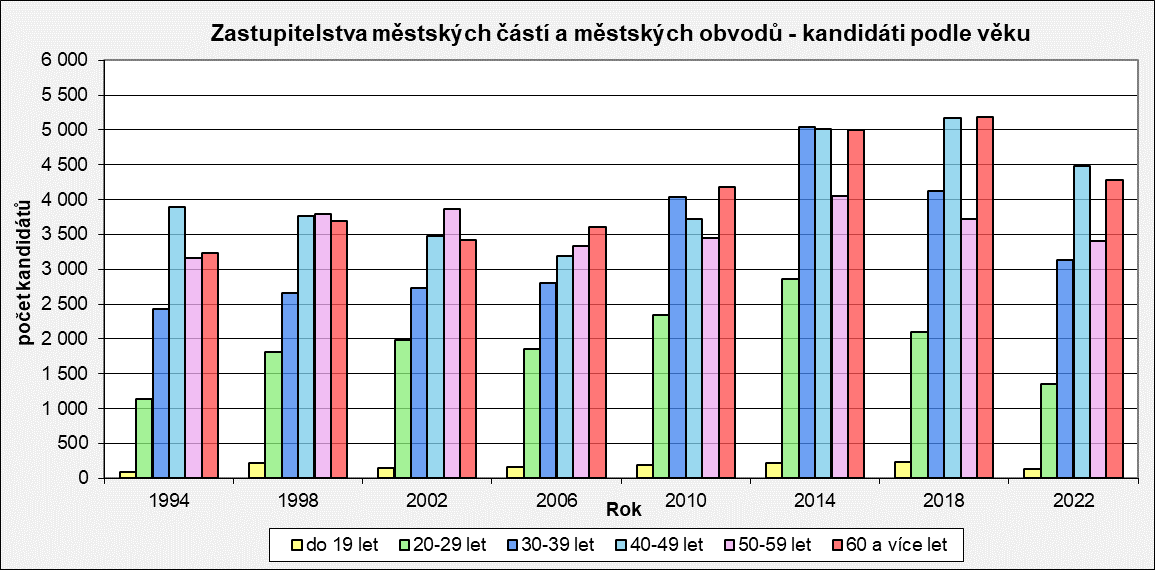 Zastupitelstva městských částí a městských obvodů - kandidáti podle věku
6 000
5 500
5 000
4 500
4 000
3 500
3 000
2 500
2 000
1 500
1 000
500
0
počet kandidátů
1994 1998 2002 2006 2010 2014 2018 2022
Rok
do 19 let 20-29 let 30-39 let 40-49 let 50-59 let 60 a více let